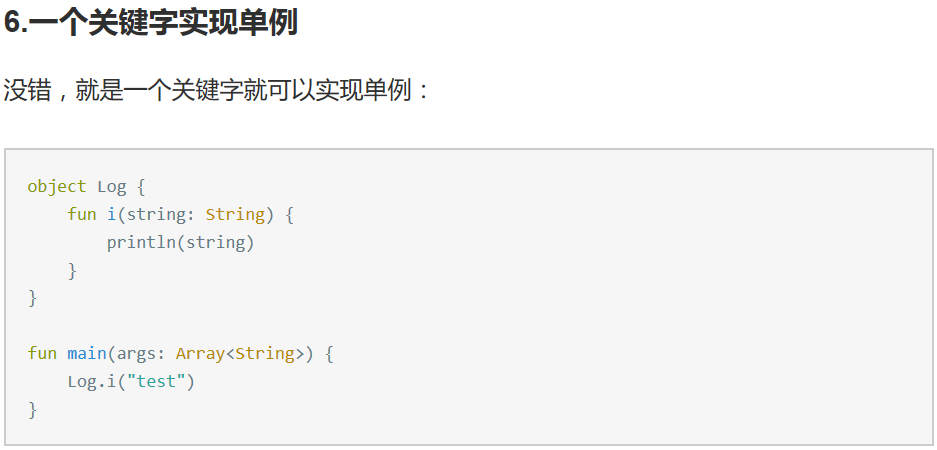 6.一个关键字实现单例
没错，就是一个关键字就可以实现单例：
object Log {
    fun i(string: String) {
        println(string)
    }
}
fun main(args: Array<String>) {
    Log.i("test")
}